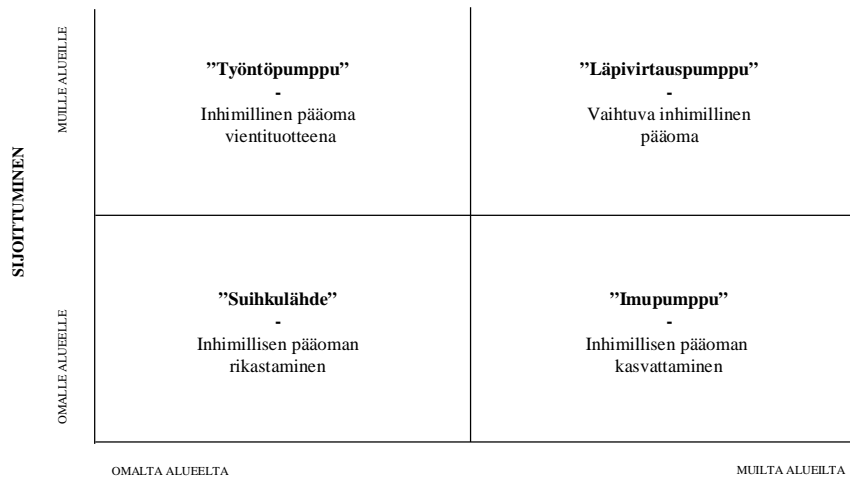 ”Työntöpumppu”
-
Inhimillinen pääoma
vientituotteena
”Läpivirtauspumppu”
-
Vaihtuva inhimillinen
pääoma
MUILLE ALUEILLE
SIJOITTUMINEN
OMALLE ALUEELLE
”Suihkulähde”
-
Inhimillisen pääoman
rikastaminen
”Imupumppu”
-
Inhimillisen pääoman
kasvattaminen
OMALTA ALUEELTA
MUILTA ALUEILTA